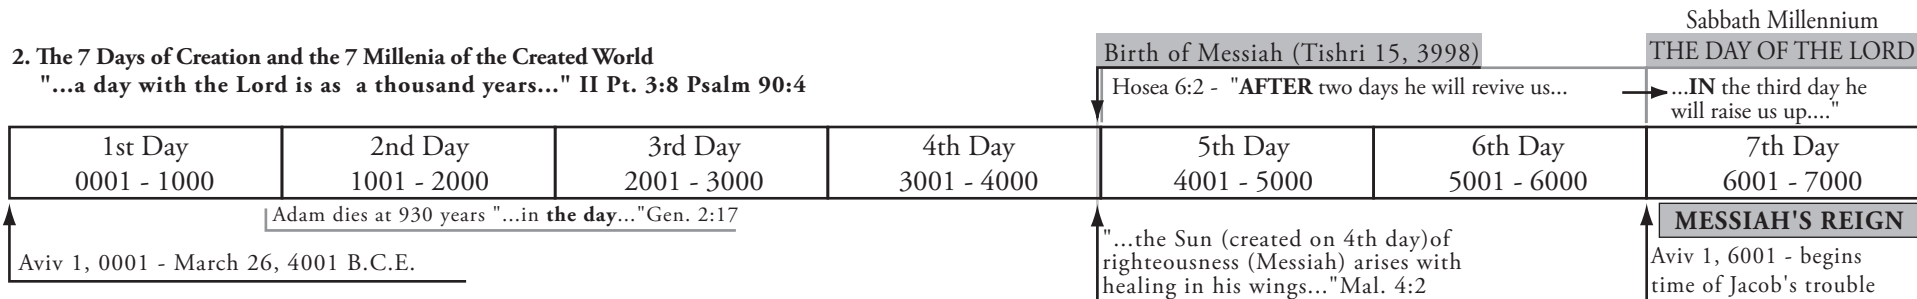 Sabbath Millennium
2. The 7 Days of Creation and the 7 Millenia of the Created World
"...a day with the Lord is as a thousand years..." II Pt. 3:8 Psalm 90:4
Birth of Messiah (Tishri 15, 3998)
THE DAY OF THE LORD
Hosea 6:2 - "AFTER two days he will revive us...
...IN the third day he
will raise us up...."
1st Day
0001 - 1000
2nd Day
1001 - 2000
3rd Day
2001 - 3000
4th Day
3001 - 4000
5th Day
4001 - 5000
6th Day
5001 - 6000
7th Day
6001 - 7000
Adam dies at 930 years "...in the day..."Gen. 2:17
Aviv 1, 0001 - March 26, 4001 B.C.E.
"...the Sun (created on 4th day)of
righteousness (Messiah) arises with
healing in his wings..."Mal. 4:2
MESSIAH'S REIGN
Aviv 1, 6001 - begins
time of Jacob's trouble